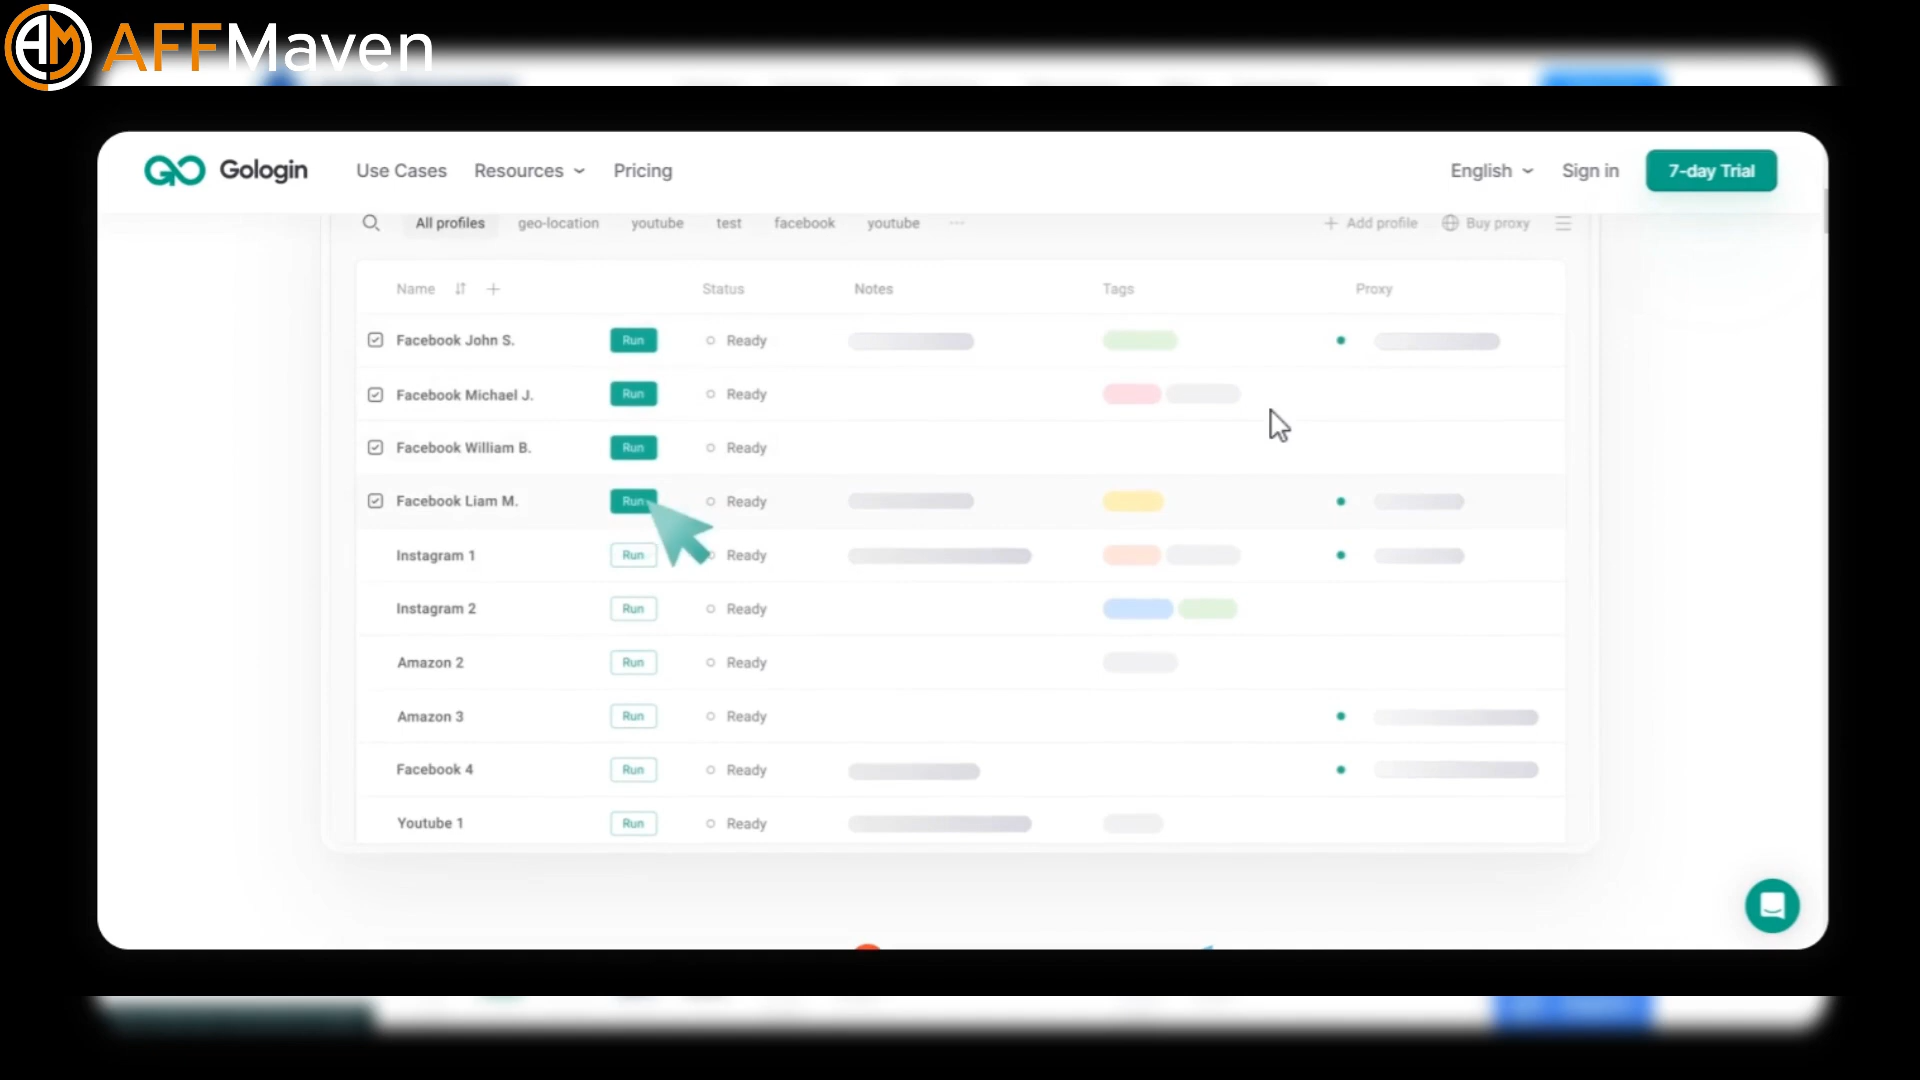 AFFMaven
Gologin Use Cases Resources Pricing English Sign in 7-day Trial
All profiles geo-location youtube test facebook youtube ... + Add profile Buy proxy
Name Status Notes Tags Proxy
Facebook John S. Run Ready
Facebook Michael J. Run Ready
Facebook William B. Run Ready
Facebook Liam M. Run Ready
Instagram 1 Run Ready
Instagram 2 Run Ready
Amazon 2 Run Ready
Amazon 3 Run Ready
Facebook 4 Run Ready
Youtube 1 Run Ready